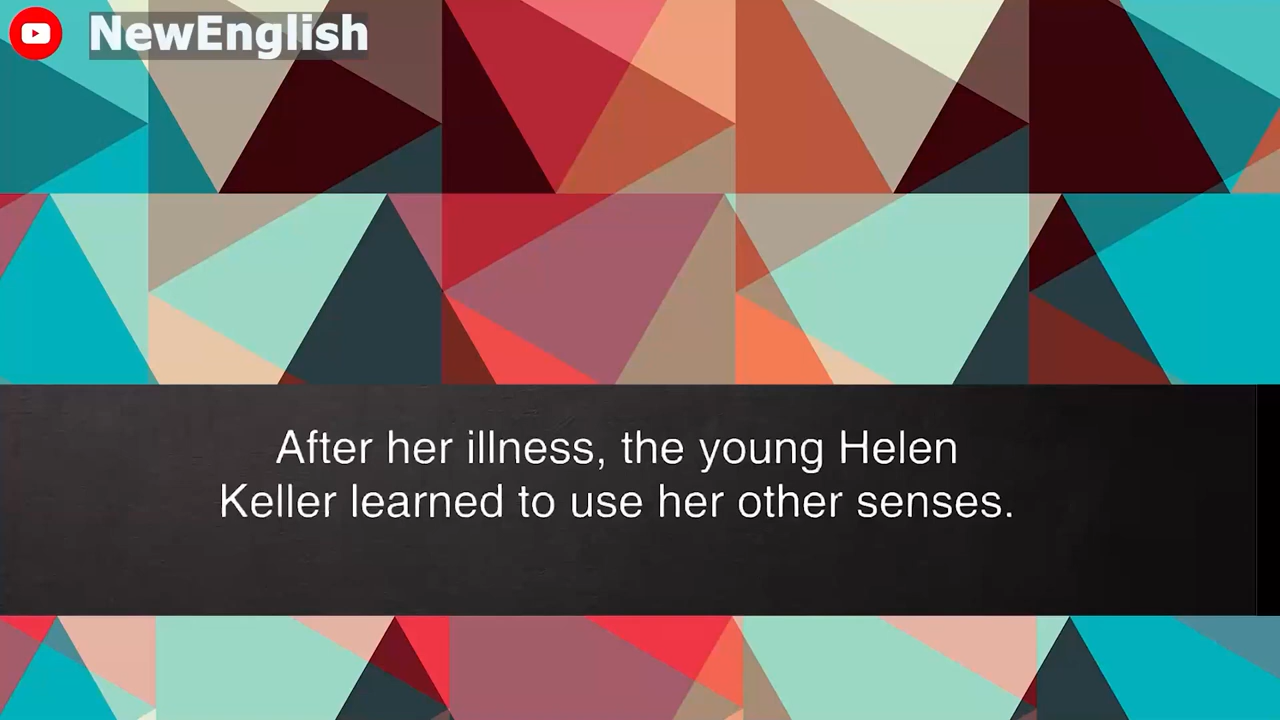 NewEnglish
After her illness, the young Helen
Keller learned to use her other senses.